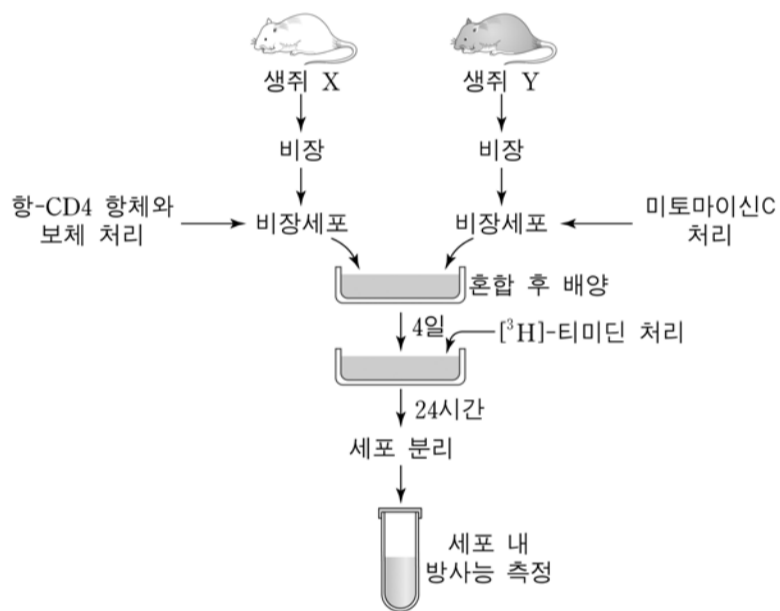 생쥐 X
생쥐 Y
비장
비장
항-CD4 항체와
보체 처리
비장세포
비장세포
미토마이신C
처리
혼합 후 배양
4일
[³H]-티미딘 처리
24시간
세포 분리
세포 내
방사능 측정